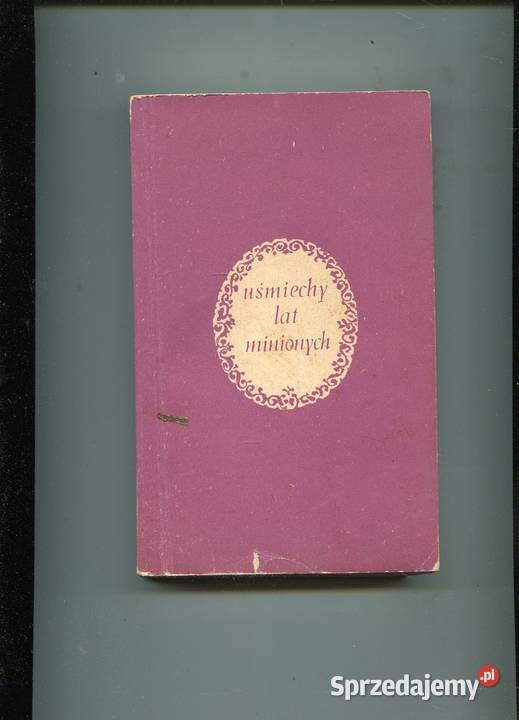 uśmiechy
lat
minionych
Sprzedajemy.pl